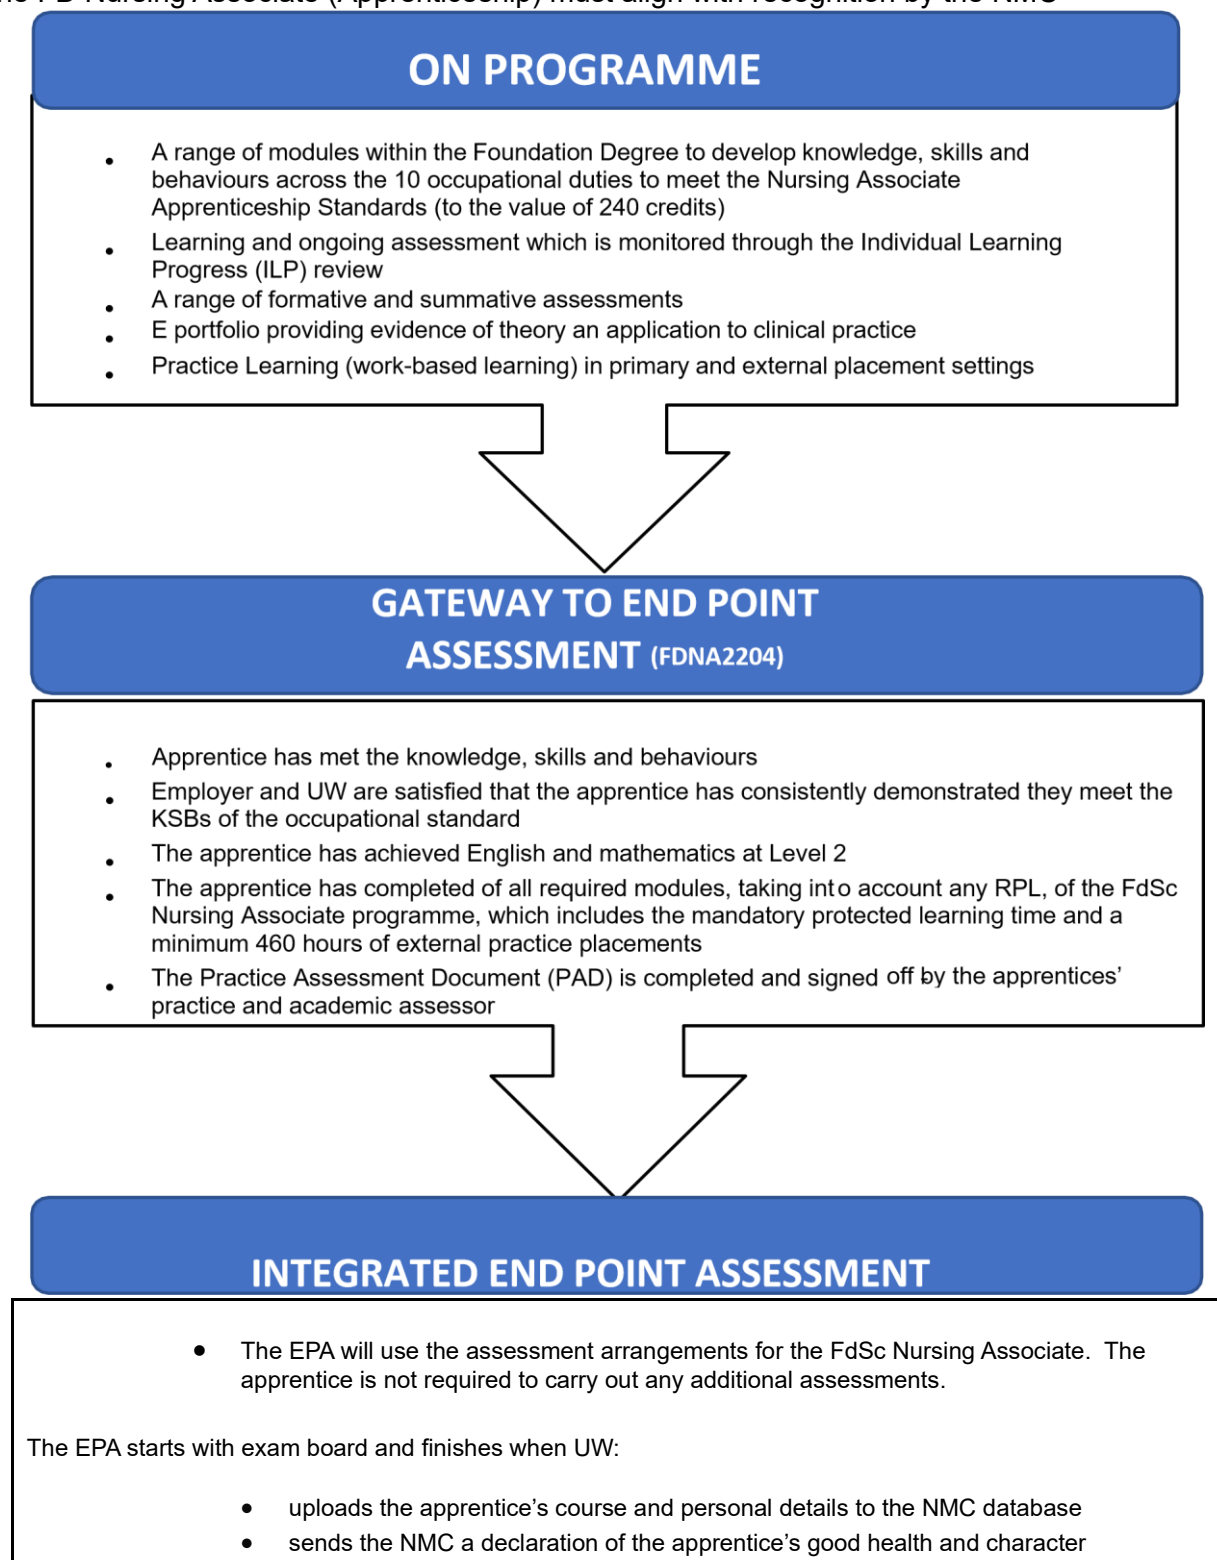 FD Nursing Associate (Apprenticeship) must align with recognition by the NMC
ON PROGRAMME
• A range of modules within the Foundation Degree to develop knowledge, skills and
behaviours across the 10 occupational duties to meet the Nursing Associate
Apprenticeship Standards (to the value of 240 credits)
• Learning and ongoing assessment which is monitored through the Individual Learning
Progress (ILP) review
• A range of formative and summative assessments
• E portfolio providing evidence of theory an application to clinical practice
• Practice Learning (work-based learning) in primary and external placement settings
GATEWAY TO END POINT
ASSESSMENT (FDNA2204)
• Apprentice has met the knowledge, skills and behaviours
• Employer and UW are satisfied that the apprentice has consistently demonstrated they meet the
KSBs of the occupational standard
• The apprentice has achieved English and mathematics at Level 2
• The apprentice has completed of all required modules, taking into account any RPL, of the FdSc
Nursing Associate programme, which includes the mandatory protected learning time and a
minimum 460 hours of external practice placements
• The Practice Assessment Document (PAD) is completed and signed off by the apprentices’
practice and academic assessor
INTEGRATED END POINT ASSESSMENT
• The EPA will use the assessment arrangements for the FdSc Nursing Associate. The
apprentice is not required to carry out any additional assessments.
The EPA starts with exam board and finishes when UW:
• uploads the apprentice’s course and personal details to the NMC database
• sends the NMC a declaration of the apprentice’s good health and character